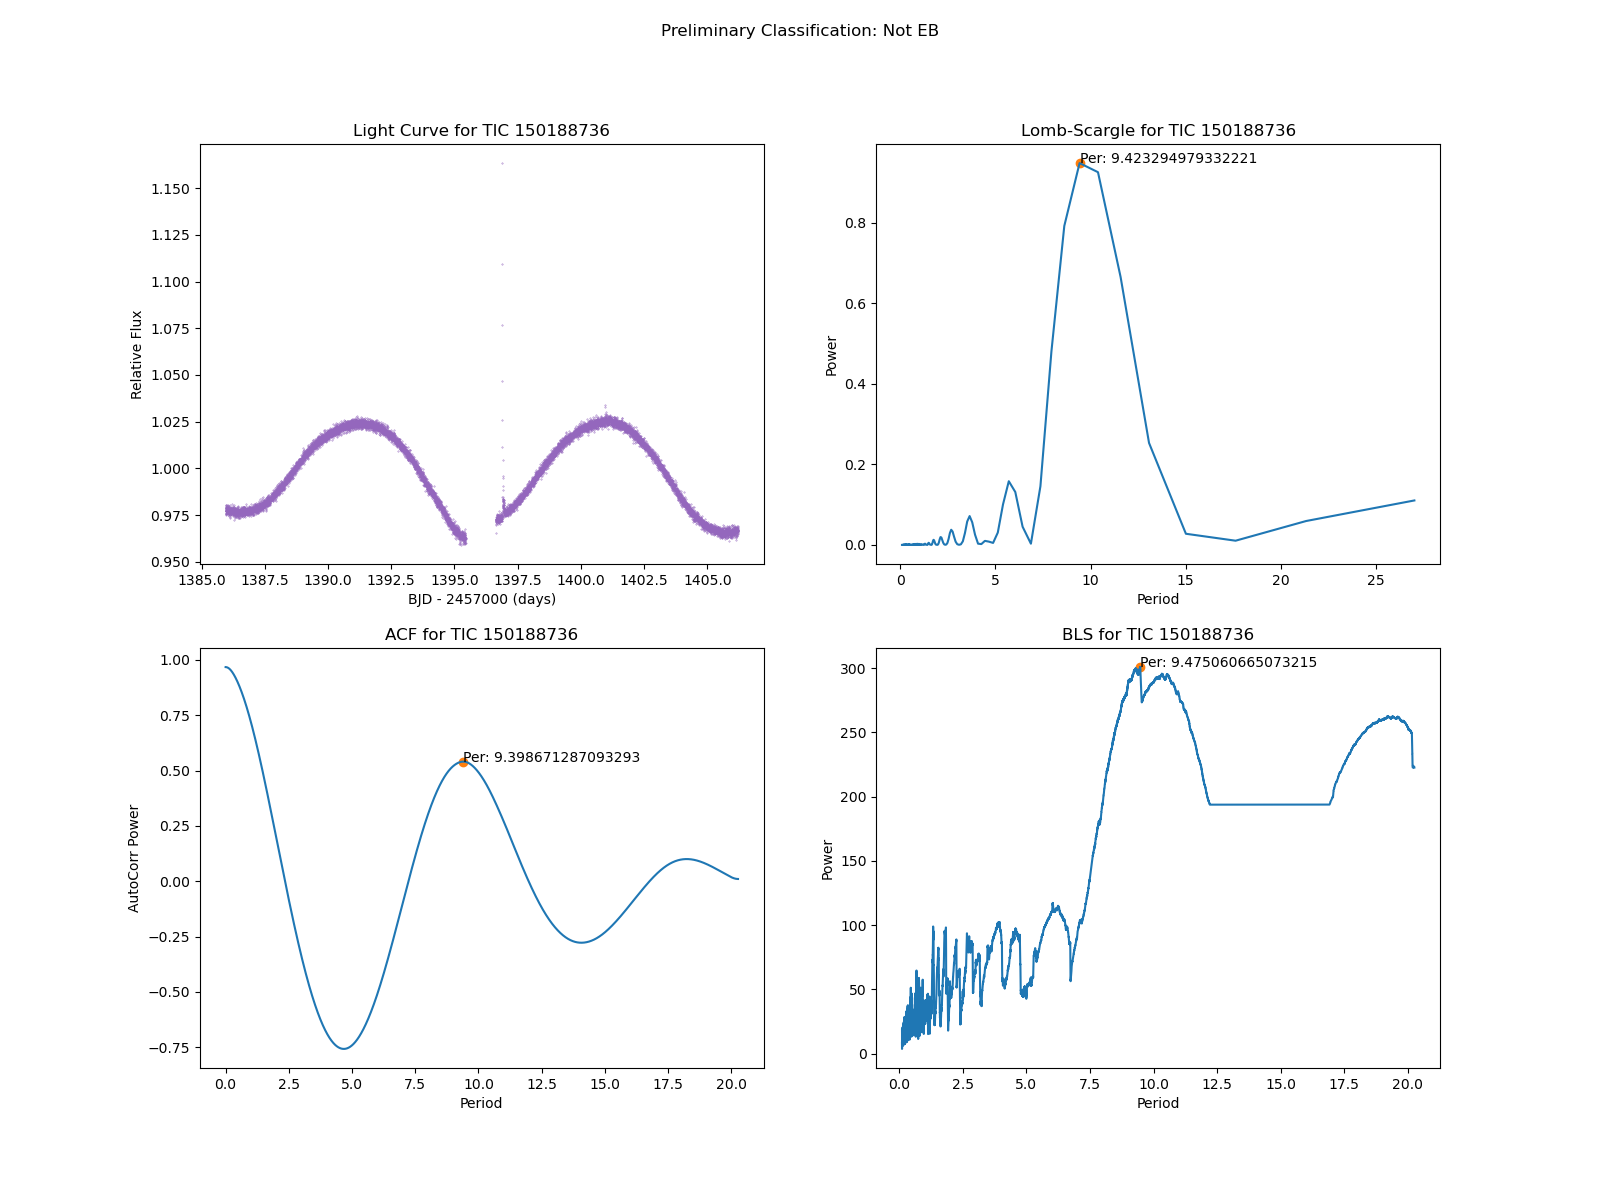 Preliminary Classification: Not EB
Light Curve for TIC 150188736
Relative Flux
1.150
1.125
1.100
1.075
1.050
1.025
1.000
0.975
0.950
1385.0 1387.5 1390.0 1392.5 1395.0 1397.5 1400.0 1402.5 1405.0
BJD - 2457000 (days)
Lomb-Scargle for TIC 150188736
Per: 9.423294979332221
Power
0.8
0.6
0.4
0.2
0.0
0 5 10 15 20 25
Period
ACF for TIC 150188736
Per: 9.398671287093293
AutoCorr Power
1.00
0.75
0.50
0.25
0.00
−0.25
−0.50
−0.75
0.0 2.5 5.0 7.5 10.0 12.5 15.0 17.5 20.0
Period
BLS for TIC 150188736
Per: 9.475060665073215
Power
300
250
200
150
100
50
0
0.0 2.5 5.0 7.5 10.0 12.5 15.0 17.5 20.0
Period